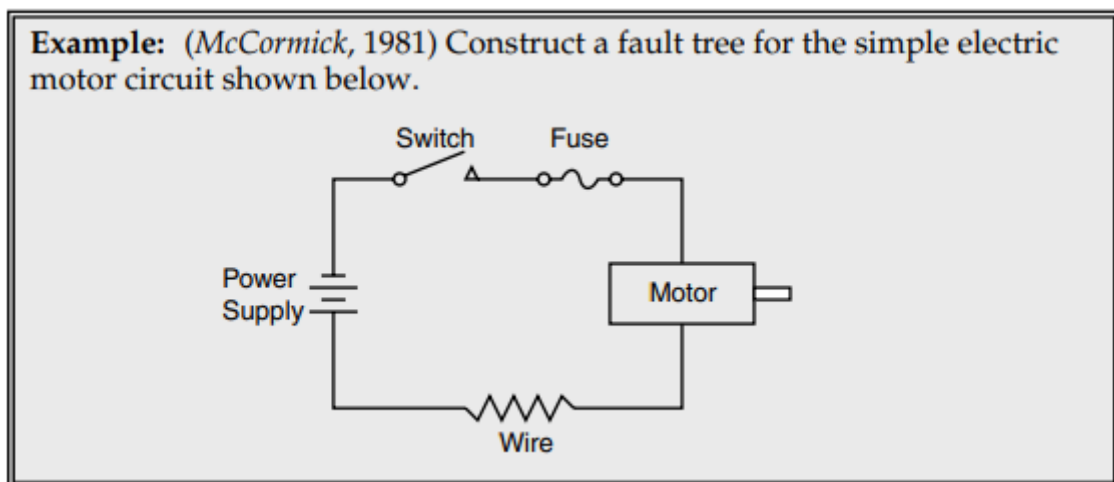 Example: (McCormick, 1981) Construct a fault tree for the simple electric
motor circuit shown below.
Switch
Fuse
Power
Supply
Motor
Wire